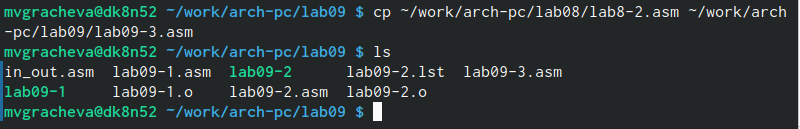 mvgracheva@dk8n52 ~/work/arch-pc/lab09 $ cp ~/work/arch-pc/lab08/lab8-2.asm ~/work/arch
-pc/lab09/lab09-3.asm
mvgracheva@dk8n52 ~/work/arch-pc/lab09 $ ls
in_out.asm  lab09-1.asm  lab09-2      lab09-2.lst  lab09-3.asm
lab09-1     lab09-1.o    lab09-2.asm  lab09-2.o
mvgracheva@dk8n52 ~/work/arch-pc/lab09 $